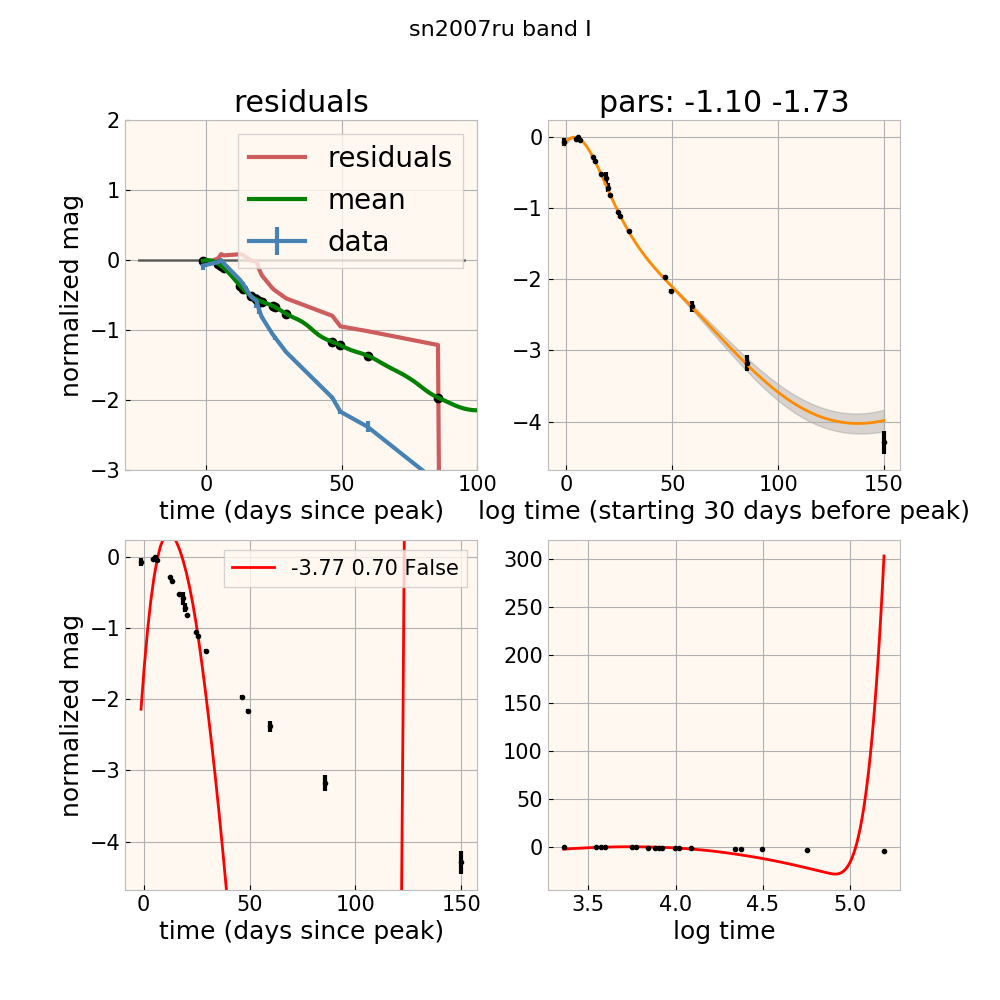 sn2007ru band I
residuals
pars: -1.10 -1.73
normalized mag
2
1
0
−1
−2
−3
residuals
mean
data
0
50
100
time (days since peak)
0
−1
−2
−3
−4
0
50
100
150
log time (starting 30 days before peak)
normalized mag
0
−1
−2
−3
−4
-3.77 0.70 False
0
50
100
150
time (days since peak)
300
250
200
150
100
50
0
3.5
4.0
4.5
5.0
log time